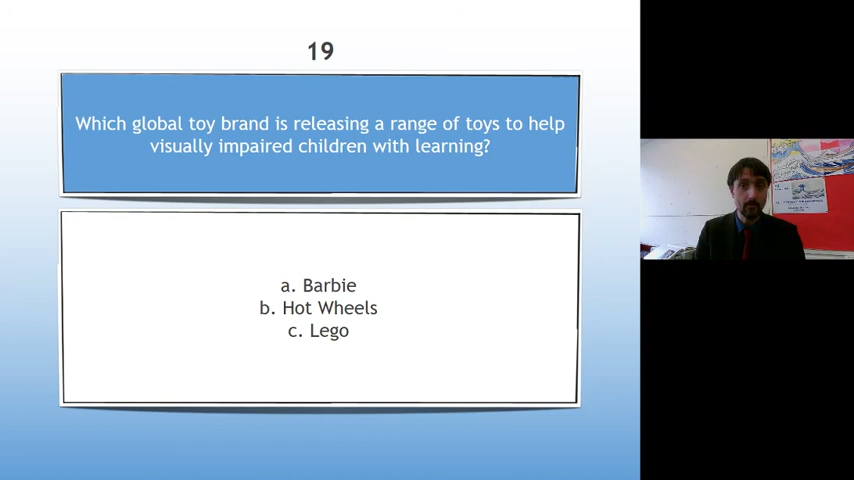 19
Which global toy brand is releasing a range of toys to help
visually impaired children with learning?
a. Barbie
b. Hot Wheels
c. Lego